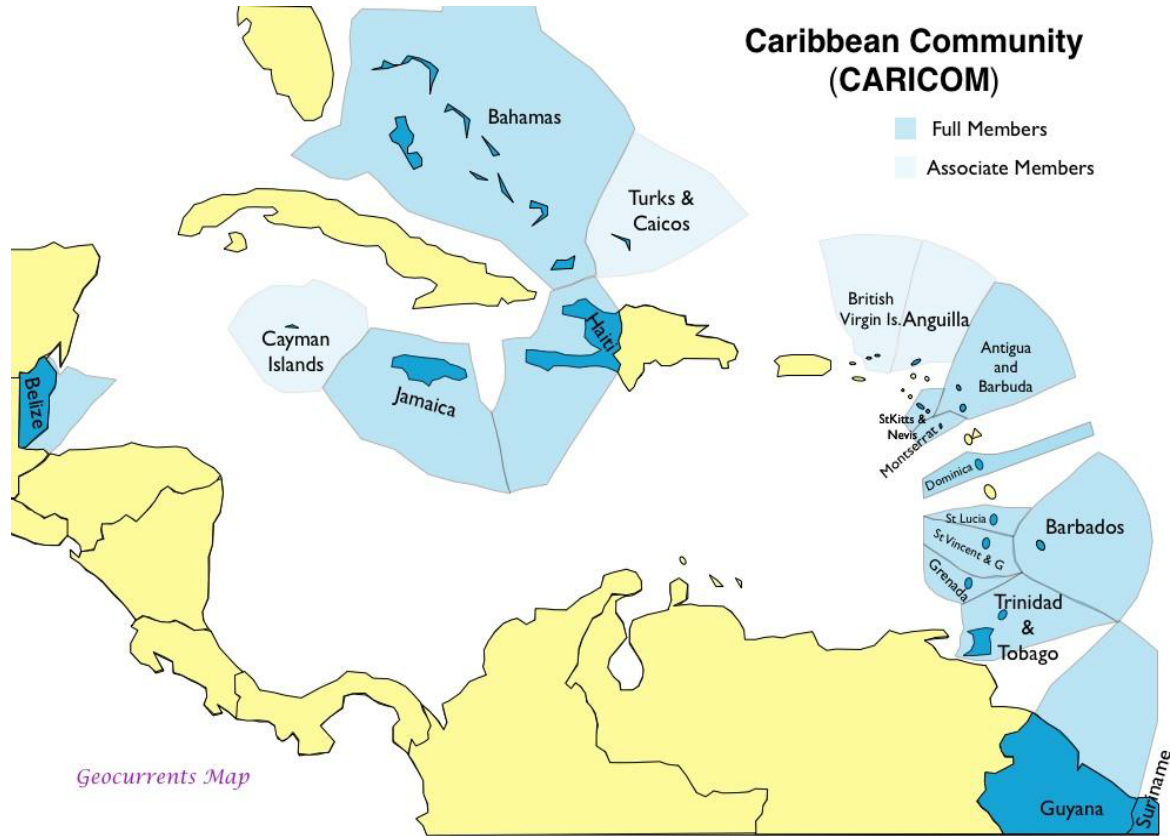 Caribbean Community
(CARICOM)
Full Members
Associate Members
Bahamas
Turks &
Caicos
British
Virgin Is.
Anguilla
Antigua
and
Barbuda
Cayman
Islands
Haiti
Jamaica
Belize
StKitts &
Nevis
Montserrat
Dominica
St Lucia
Barbados
St Vincent & G
Grenada
Trinidad
&
Tobago
Geocurrents Map
Guyana
Suriname